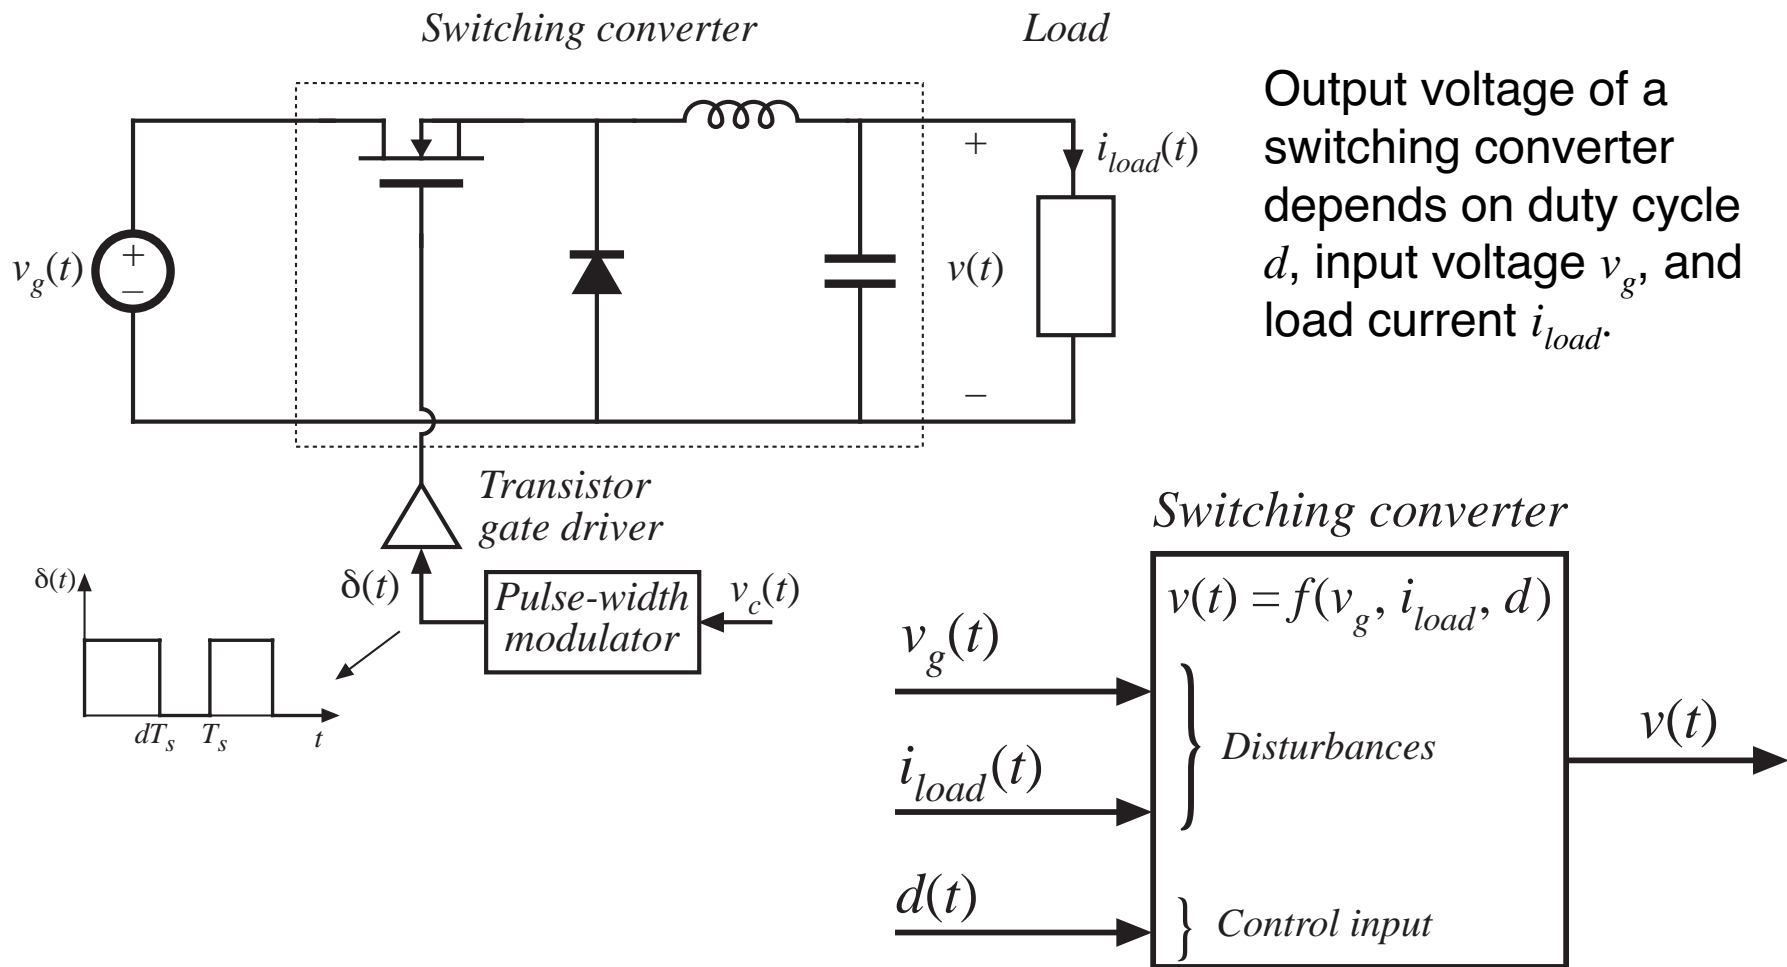 Switching converter
Load
Output voltage of a
switching converter
depends on duty cycle
d, input voltage v_g, and
load current i_load.
+
i_load(t)
v_g(t)
+
–
v(t)
–
Transistor
gate driver
δ(t)
δ(t)
Pulse-width
modulator
v_c(t)
dT_s
T_s
t
Switching converter
v(t) = f(v_g, i_load, d)
v_g(t)
i_load(t)
} Disturbances
d(t)
} Control input
v(t)